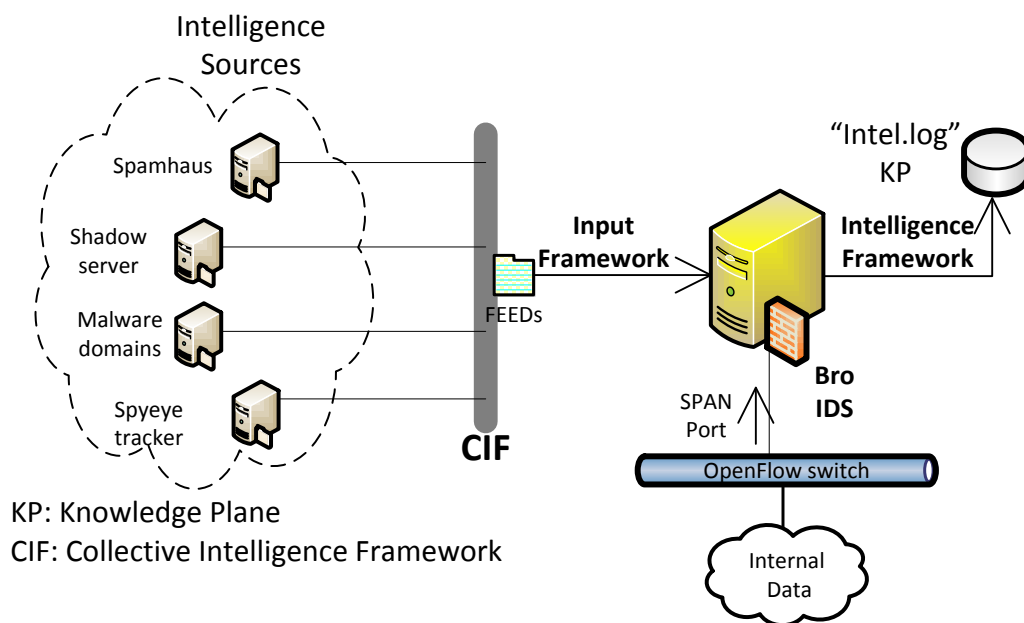 Intelligence
Sources
Spamhaus
Shadow
server
Malware
domains
Spyeye
tracker
FEEDs
CIF
Input
Framework
Intelligence
Framework
“Intel.log”
KP
Bro
IDS
SPAN
Port
OpenFlow switch
Internal
Data
KP: Knowledge Plane
CIF: Collective Intelligence Framework